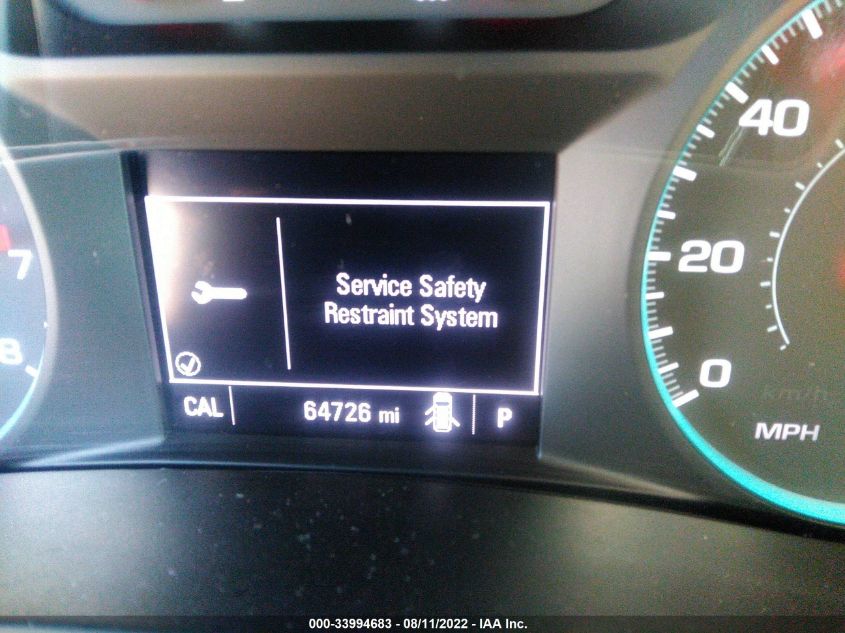 40
20
0
MPH
7
8
Service Safety
Restraint System
CAL
64726 mi
P
000-33994683 - 08/11/2022 - IAA Inc.